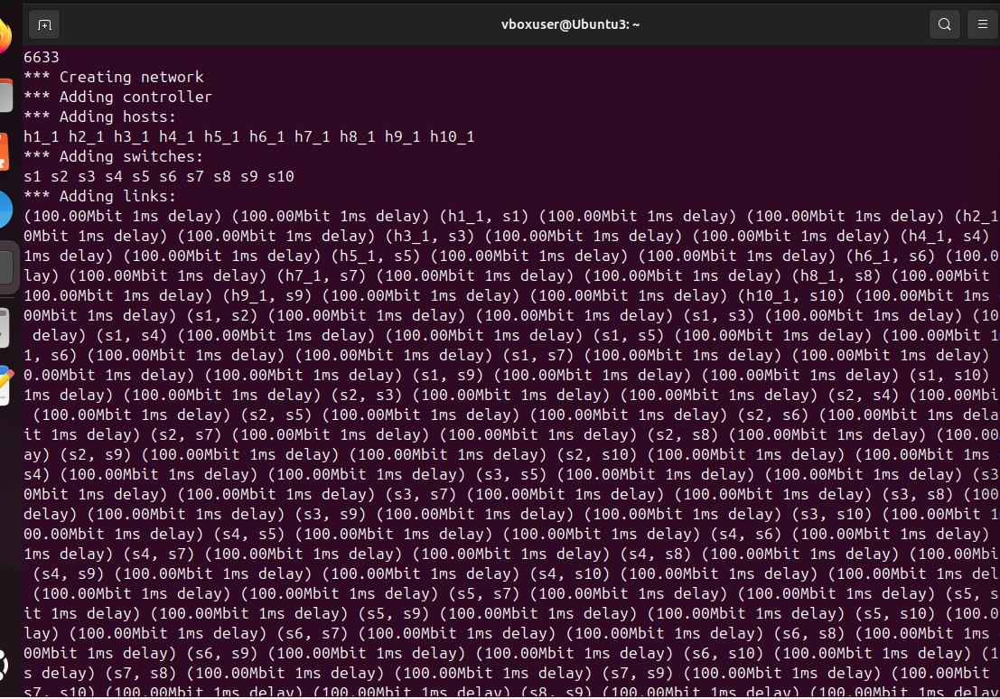 vboxuser@Ubuntu3: ~
6633
*** Creating network
*** Adding controller
*** Adding hosts:
h1_1 h2_1 h3_1 h4_1 h5_1 h6_1 h7_1 h8_1 h9_1 h10_1
*** Adding switches:
s1 s2 s3 s4 s5 s6 s7 s8 s9 s10
*** Adding links:
(100.00Mbit 1ms delay) (100.00Mbit 1ms delay) (h1_1, s1) (100.00Mbit 1ms delay) (100.00Mbit 1ms delay) (h2_1
0Mbit 1ms delay) (100.00Mbit 1ms delay) (h3_1, s3) (100.00Mbit 1ms delay) (100.00Mbit 1ms delay) (h4_1, s4)
1ms delay) (100.00Mbit 1ms delay) (h5_1, s5) (100.00Mbit 1ms delay) (100.00Mbit 1ms delay) (h6_1, s6) (100.0
lay) (100.00Mbit 1ms delay) (h7_1, s7) (100.00Mbit 1ms delay) (100.00Mbit 1ms delay) (h8_1, s8) (100.00Mbit
100.00Mbit 1ms delay) (h9_1, s9) (100.00Mbit 1ms delay) (100.00Mbit 1ms delay) (h10_1, s10) (100.00Mbit 1ms
00Mbit 1ms delay) (s1, s2) (100.00Mbit 1ms delay) (100.00Mbit 1ms delay) (s1, s3) (100.00Mbit 1ms delay) (10
delay) (s1, s4) (100.00Mbit 1ms delay) (100.00Mbit 1ms delay) (s1, s5) (100.00Mbit 1ms delay) (100.00Mbit 1
1, s6) (100.00Mbit 1ms delay) (100.00Mbit 1ms delay) (s1, s7) (100.00Mbit 1ms delay) (100.00Mbit 1ms delay)
0.00Mbit 1ms delay) (100.00Mbit 1ms delay) (s1, s9) (100.00Mbit 1ms delay) (100.00Mbit 1ms delay) (s1, s10)
1ms delay) (100.00Mbit 1ms delay) (s2, s3) (100.00Mbit 1ms delay) (100.00Mbit 1ms delay) (s2, s4) (100.00Mbi
(100.00Mbit 1ms delay) (s2, s5) (100.00Mbit 1ms delay) (100.00Mbit 1ms delay) (s2, s6) (100.00Mbit 1ms dela
it 1ms delay) (s2, s7) (100.00Mbit 1ms delay) (100.00Mbit 1ms delay) (s2, s8) (100.00Mbit 1ms delay) (100.00
ay) (s2, s9) (100.00Mbit 1ms delay) (100.00Mbit 1ms delay) (s2, s10) (100.00Mbit 1ms delay) (100.00Mbit 1ms
s4) (100.00Mbit 1ms delay) (100.00Mbit 1ms delay) (s3, s5) (100.00Mbit 1ms delay) (100.00Mbit 1ms delay) (s3
0Mbit 1ms delay) (100.00Mbit 1ms delay) (s3, s7) (100.00Mbit 1ms delay) (100.00Mbit 1ms delay) (s3, s8) (100
delay) (100.00Mbit 1ms delay) (s3, s9) (100.00Mbit 1ms delay) (100.00Mbit 1ms delay) (s3, s10) (100.00Mbit 1
00.00Mbit 1ms delay) (s4, s5) (100.00Mbit 1ms delay) (100.00Mbit 1ms delay) (s4, s6) (100.00Mbit 1ms delay)
1ms delay) (s4, s7) (100.00Mbit 1ms delay) (100.00Mbit 1ms delay) (s4, s8) (100.00Mbit 1ms delay) (100.00Mbi
(s4, s9) (100.00Mbit 1ms delay) (100.00Mbit 1ms delay) (s4, s10) (100.00Mbit 1ms delay) (100.00Mbit 1ms del
(100.00Mbit 1ms delay) (100.00Mbit 1ms delay) (s5, s7) (100.00Mbit 1ms delay) (100.00Mbit 1ms delay) (s5, s
it 1ms delay) (100.00Mbit 1ms delay) (s5, s9) (100.00Mbit 1ms delay) (100.00Mbit 1ms delay) (s5, s10) (100.0
lay) (100.00Mbit 1ms delay) (s6, s7) (100.00Mbit 1ms delay) (100.00Mbit 1ms delay) (s6, s8) (100.00Mbit 1ms
00Mbit 1ms delay) (s6, s9) (100.00Mbit 1ms delay) (100.00Mbit 1ms delay) (s6, s10) (100.00Mbit 1ms delay) (1
s delay) (s7, s8) (100.00Mbit 1ms delay) (100.00Mbit 1ms delay) (s7, s9) (100.00Mbit 1ms delay) (100.00Mbit
s7, s10) (100.00Mbit 1ms delay) (100.00Mbit 1ms delay) (s8, s9) (100.00Mbit 1ms delay) (100.00Mbit 1ms delay